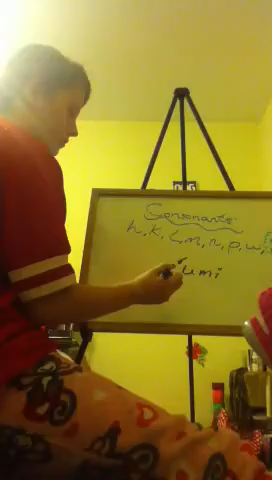 Consonants
h, k, l, m, n, p, w,
umi